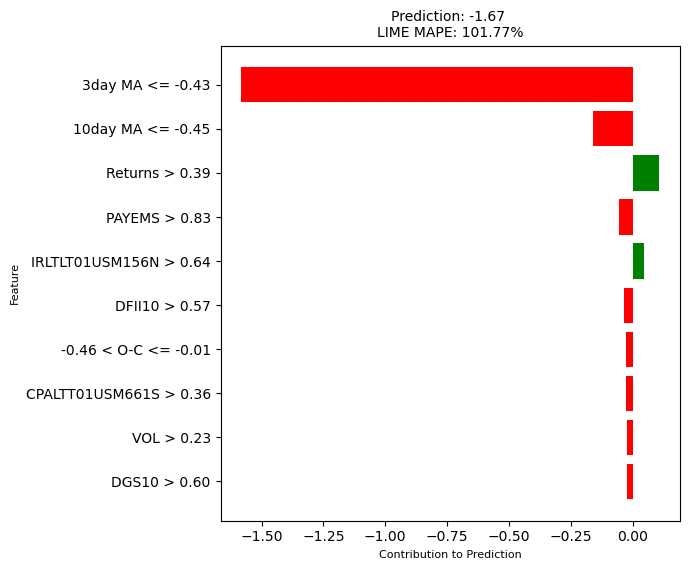 Prediction: -1.67
LIME MAPE: 101.77%
3day MA <= -0.43
10day MA <= -0.45
Returns > 0.39
PAYEMS > 0.83
IRLTLT01USM156N > 0.64
DFII10 > 0.57
-0.46 < O-C <= -0.01
CPALTT01USM661S > 0.36
VOL > 0.23
DGS10 > 0.60
Feature
−1.50 −1.25 −1.00 −0.75 −0.50 −0.25 0.00
Contribution to Prediction